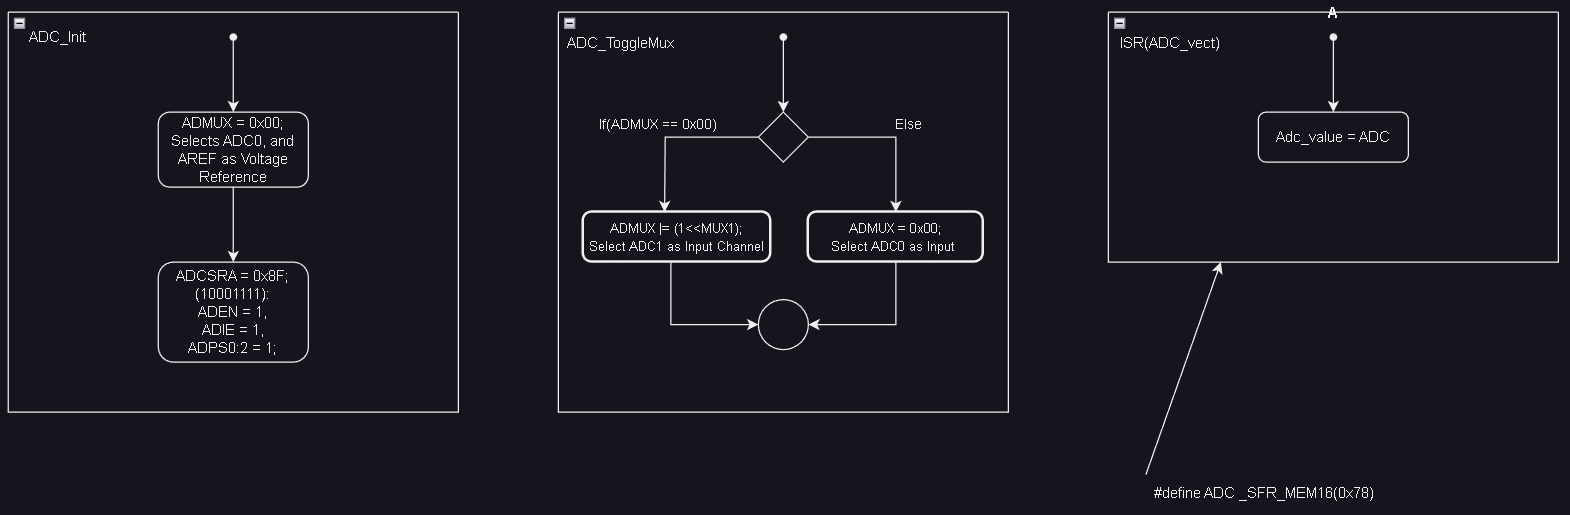 ADC_Init
ADMUX = 0x00;
Selects ADC0, and
AREF as Voltage
Reference
ADCSRA = 0x8F;
(10001111):
ADEN = 1,
ADIE = 1,
ADPS0:2 = 1;
ADC_ToggleMux
If(ADMUX == 0x00)
Else
ADMUX |= (1<<MUX1);
Select ADC1 as Input Channel
ADMUX = 0x00;
Select ADC0 as Input
A
ISR(ADC_vect)
Adc_value = ADC
#define ADC _SFR_MEM16(0x78)